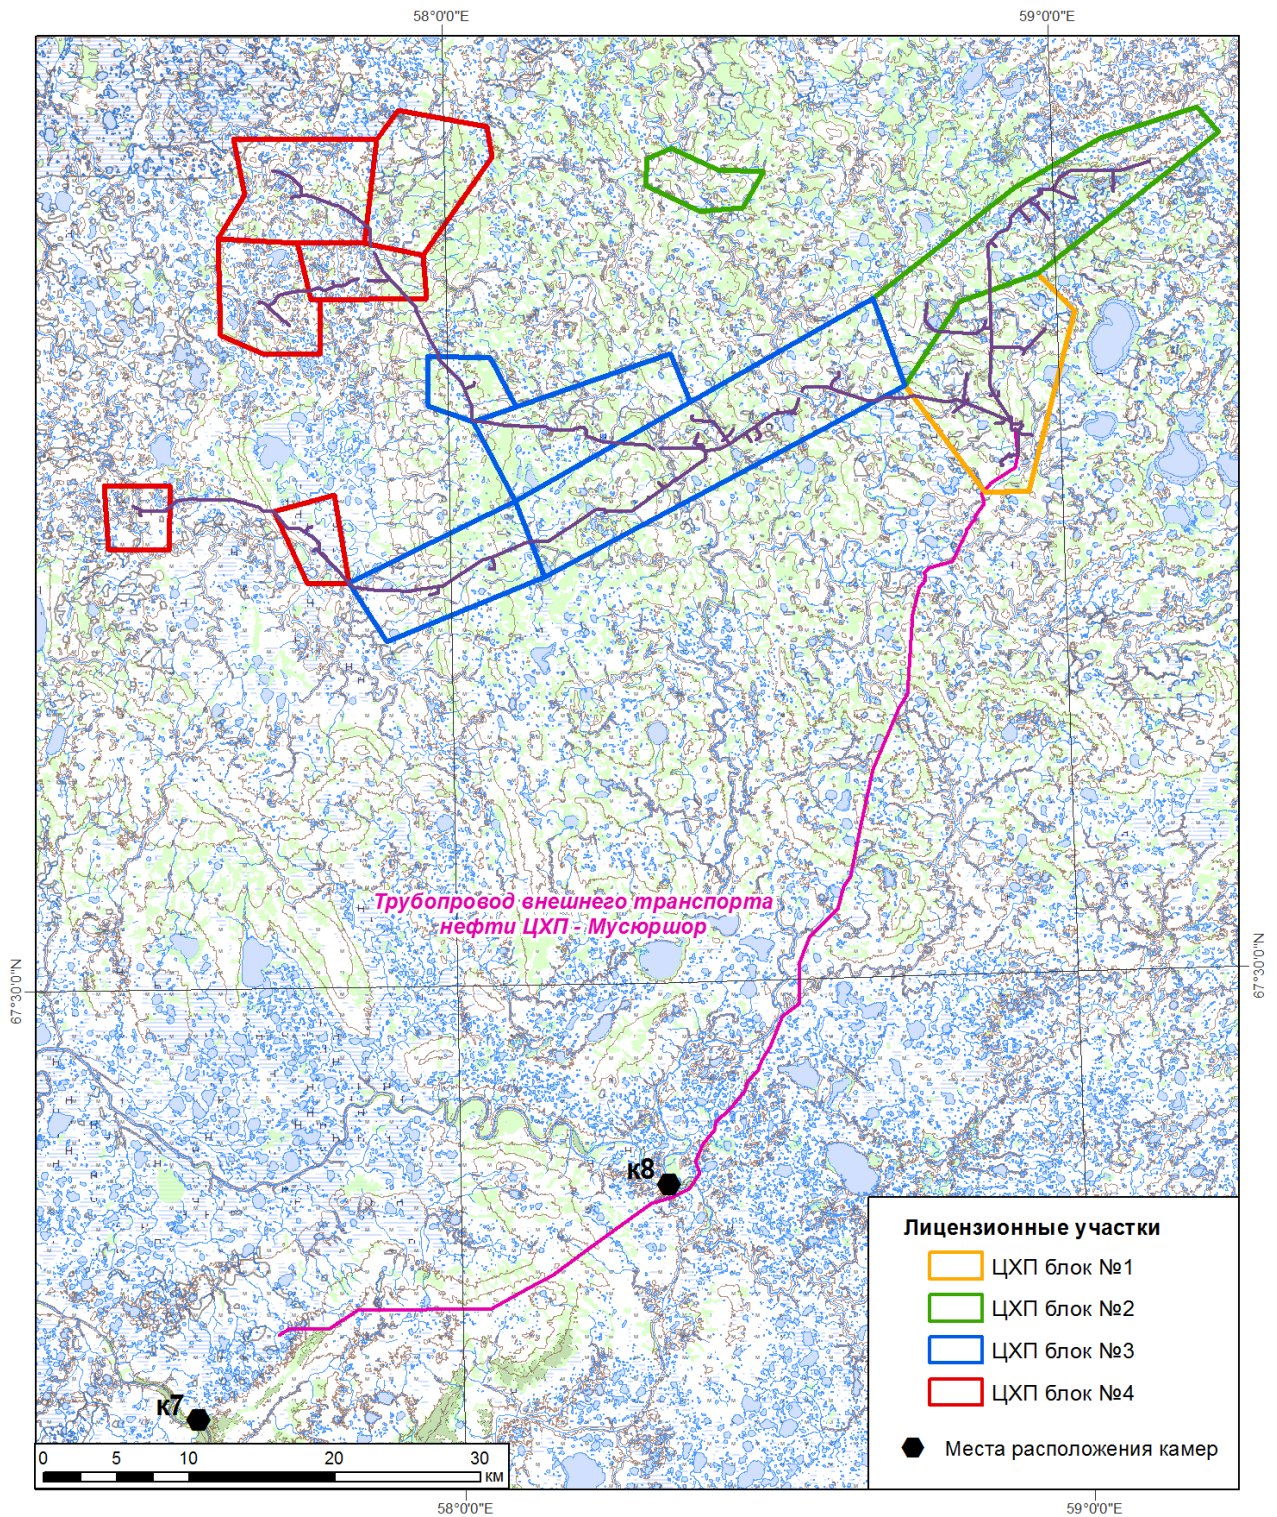 58°0'0"E
59°0'0"E
Трубопровод внешнего транспорта
нефти ЦХП - Мусюршор
67°30'0"N
67°30'0"N
к8
к7
Лицензионные участки
ЦХП блок №1
ЦХП блок №2
ЦХП блок №3
ЦХП блок №4
Места расположения камер
0 5 10 20 30
км
58°0'0"E
59°0'0"E